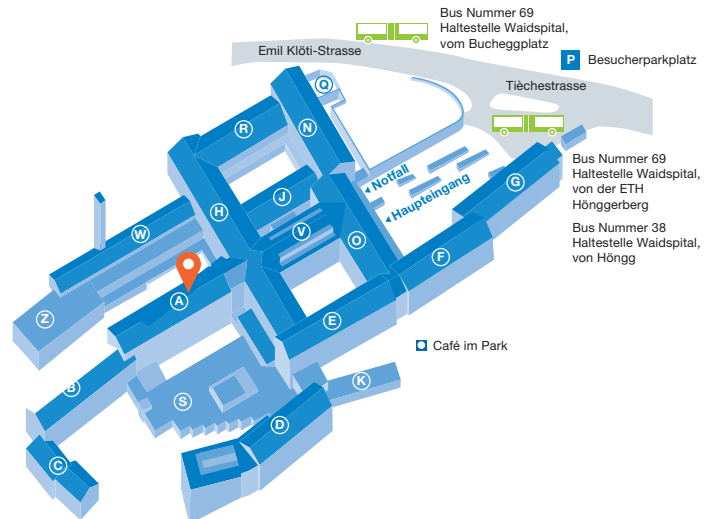 Bus Nummer 69
Haltestelle Waidspital,
vom Bucheggplatz
Emil Klöti-Strasse
P Besucherparkplatz
Tièchestrasse
Q
R
N
Notfall
Haupteingang
Bus Nummer 69
Haltestelle Waidspital,
von der ETH
Hönggerberg
Bus Nummer 38
Haltestelle Waidspital,
von Höngg
G
J
H
V
W
O
F
A
Z
E
Café im Park
B
S
K
D
C